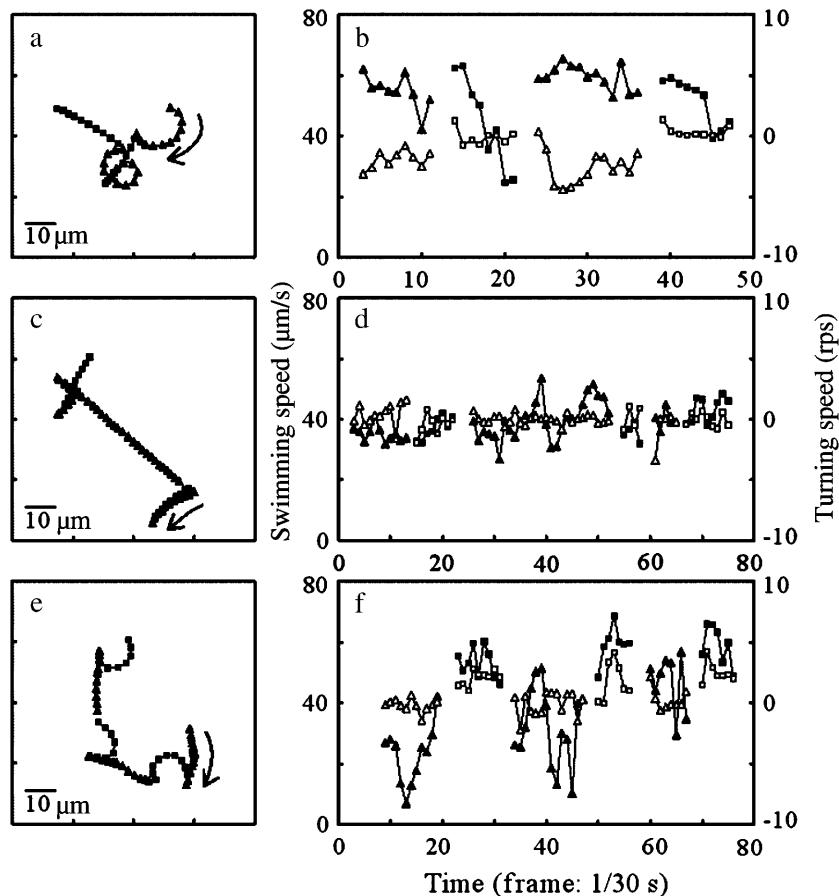 a
10 μm
b
80
40
0
10
0
-10
0 10 20 30 40 50
c
10 μm
Swimming speed (μm/s)
d
80
40
0
10
0
-10
0 20 40 60 80
Turning speed (rps)
e
10 μm
f
80
40
0
10
0
-10
0 20 40 60 80
Time (frame: 1/30 s)